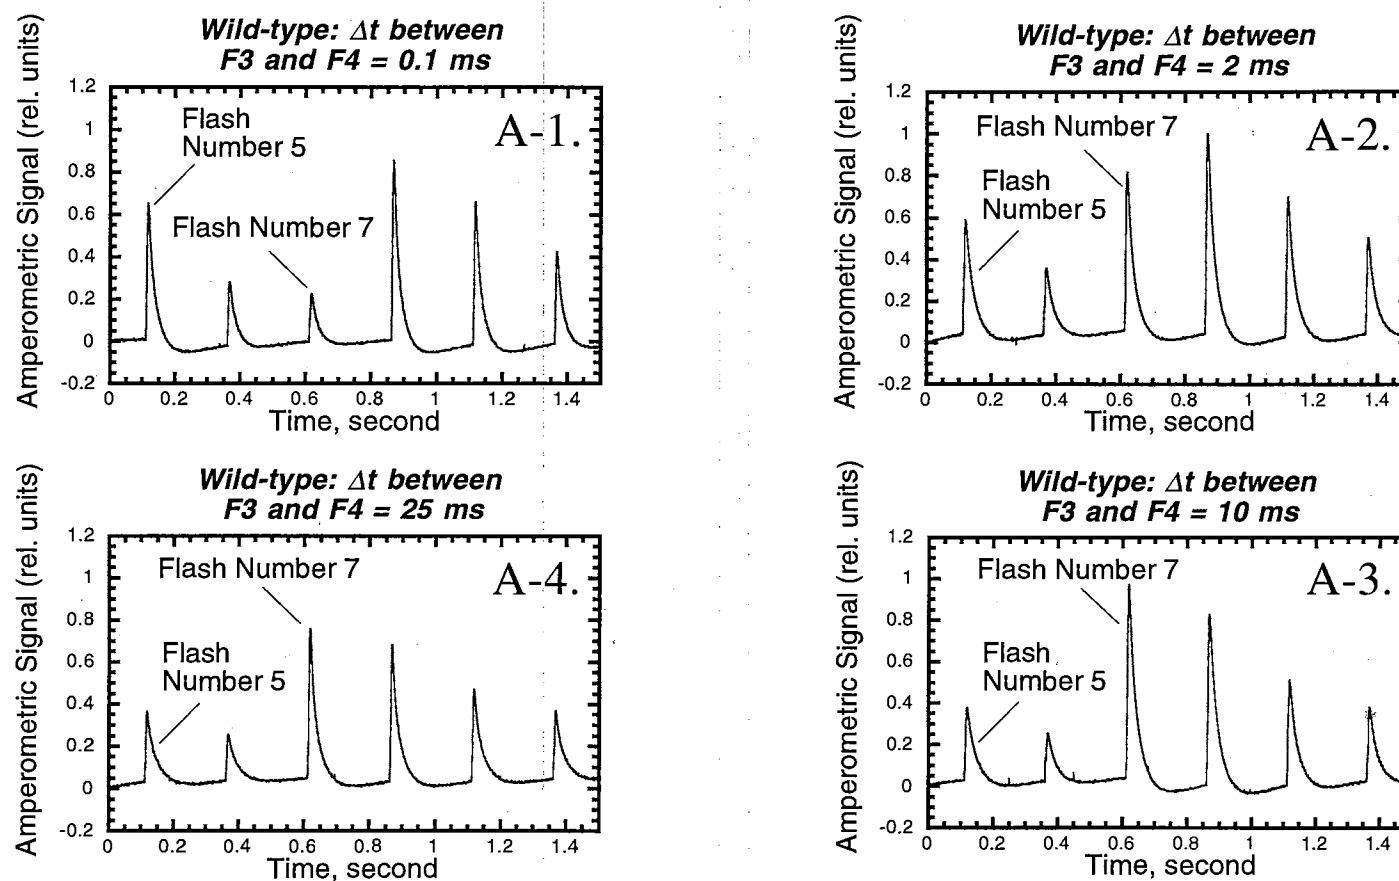 Wild-type: Δt between
F3 and F4 = 0.1 ms
Amperometric Signal (rel. units)
1.2
1
0.8
0.6
0.4
0.2
0
-0.2
Flash
Number 5
Flash Number 7
A-1.
0 0.2 0.4 0.6 0.8 1 1.2 1.4
Time, second
Wild-type: Δt between
F3 and F4 = 2 ms
Amperometric Signal (rel. units)
1.2
1
0.8
0.6
0.4
0.2
0
-0.2
Flash Number 7
Flash
Number 5
A-2.
0 0.2 0.4 0.6 0.8 1 1.2 1.4
Time, second
Wild-type: Δt between
F3 and F4 = 25 ms
Amperometric Signal (rel. units)
1.2
1
0.8
0.6
0.4
0.2
0
-0.2
Flash Number 7
Flash
Number 5
A-4.
0 0.2 0.4 0.6 0.8 1 1.2 1.4
Time, second
Wild-type: Δt between
F3 and F4 = 10 ms
Amperometric Signal (rel. units)
1.2
1
0.8
0.6
0.4
0.2
0
-0.2
Flash Number 7
Flash
Number 5
A-3.
0 0.2 0.4 0.6 0.8 1 1.2 1.4
Time, second